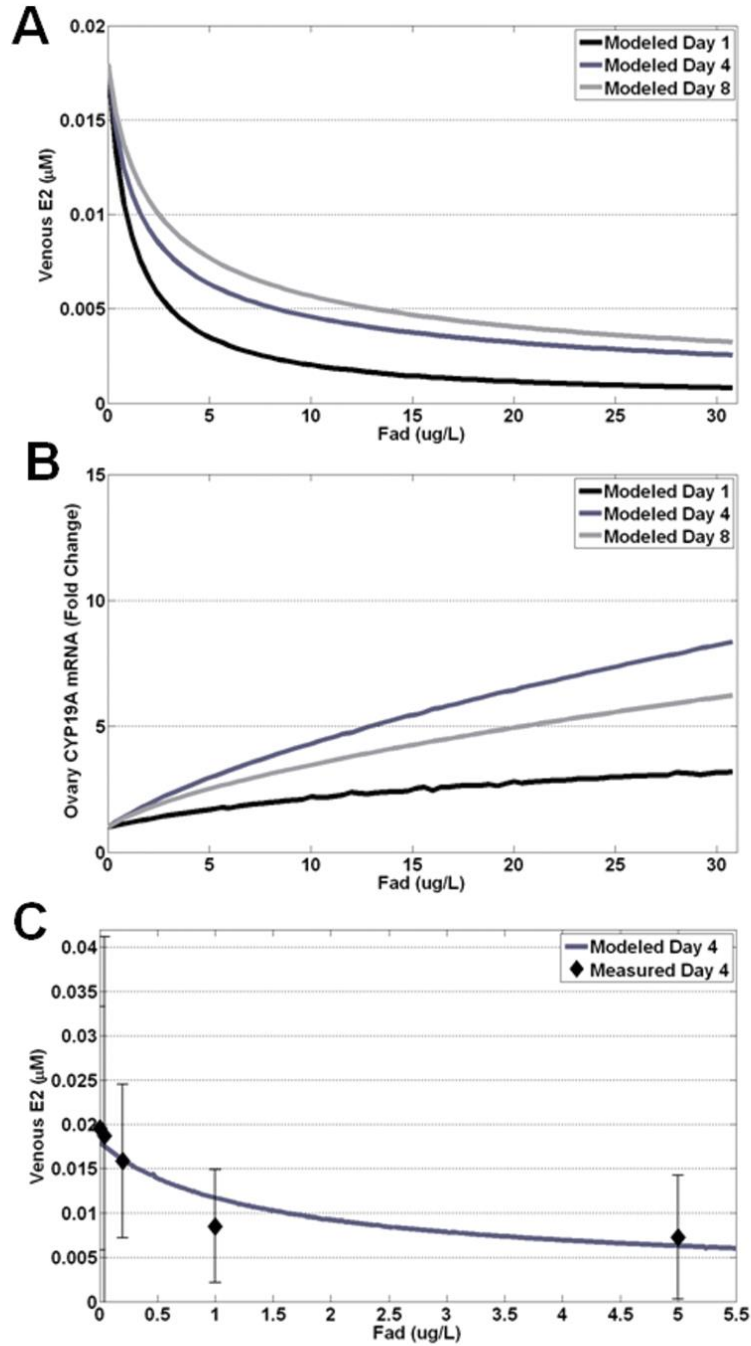 A
0.02
0.015
0.01
0.005
0
Venous E2 (μM)
Modeled Day 1
Modeled Day 4
Modeled Day 8
0 5 10 15 20 25 30
Fad (ug/L)
B
15
10
5
0
Ovary CYP19A mRNA (Fold Change)
Modeled Day 1
Modeled Day 4
Modeled Day 8
0 5 10 15 20 25 30
Fad (ug/L)
C
0.04
0.035
0.03
0.025
0.02
0.015
0.01
0.005
0
Venous E2 (μM)
Modeled Day 4
Measured Day 4
0 0.5 1 1.5 2 2.5 3 3.5 4 4.5 5 5.5
Fad (ug/L)